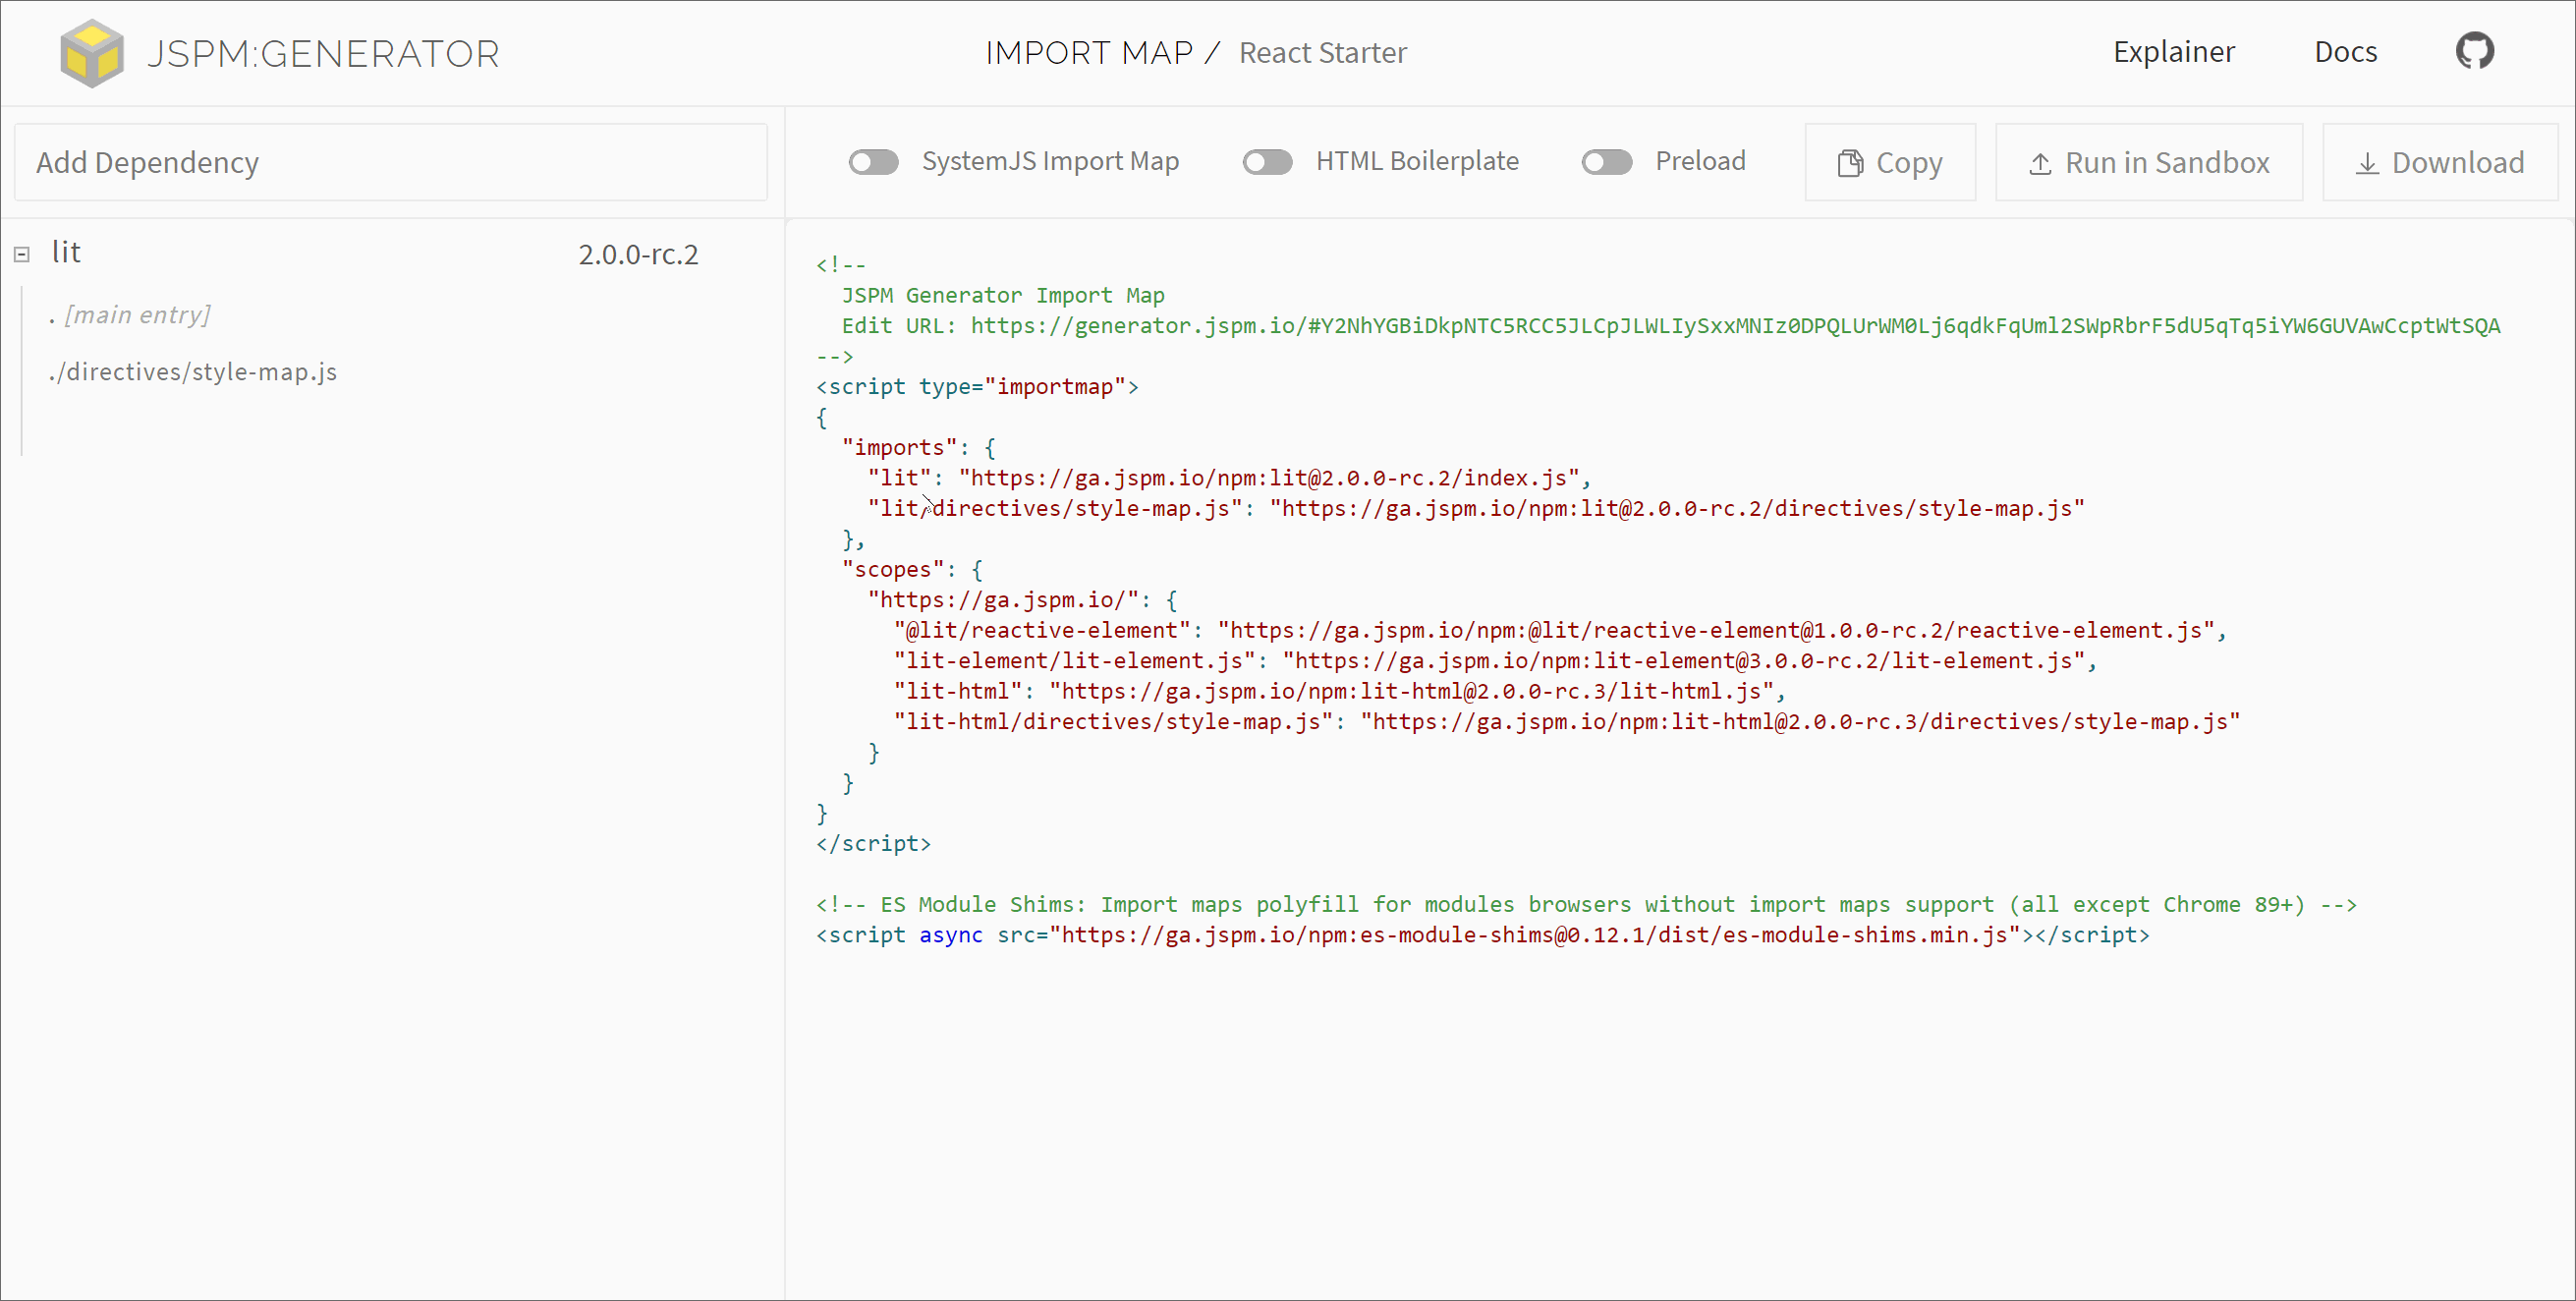 JSPM:GENERATOR
IMPORT MAP / React Starter
Explainer
Docs
Add Dependency
SystemJS Import Map
HTML Boilerplate
Preload
Copy
Run in Sandbox
Download
lit 2.0.0-rc.2
. [main entry]
./directives/style-map.js
<!--
JSPM Generator Import Map
Edit URL: https://generator.jspm.io/#Y2NhYGBiDkpNTC5RCC5JLCpJLWLIySxxMNIz0DPQLUrWM0Lj6qdkFqUml2SWpRbrF5dU5qTq5iYW6GUVAwCcptWtSQA
-->
<script type="importmap">
{
"imports": {
"lit": "https://ga.jspm.io/npm:lit@2.0.0-rc.2/index.js",
"lit/directives/style-map.js": "https://ga.jspm.io/npm:lit@2.0.0-rc.2/directives/style-map.js"
},
"scopes": {
"https://ga.jspm.io/": {
"@lit/reactive-element": "https://ga.jspm.io/npm:@lit/reactive-element@1.0.0-rc.2/reactive-element.js",
"lit-element/lit-element.js": "https://ga.jspm.io/npm:lit-element@3.0.0-rc.2/lit-element.js",
"lit-html": "https://ga.jspm.io/npm:lit-html@2.0.0-rc.3/lit-html.js",
"lit-html/directives/style-map.js": "https://ga.jspm.io/npm:lit-html@2.0.0-rc.3/directives/style-map.js"
}
}
}
</script>
<!-- ES Module Shims: Import maps polyfill for modules browsers without import maps support (all except Chrome 89+) -->
<script async src="https://ga.jspm.io/npm:es-module-shims@0.12.1/dist/es-module-shims.min.js"></script>